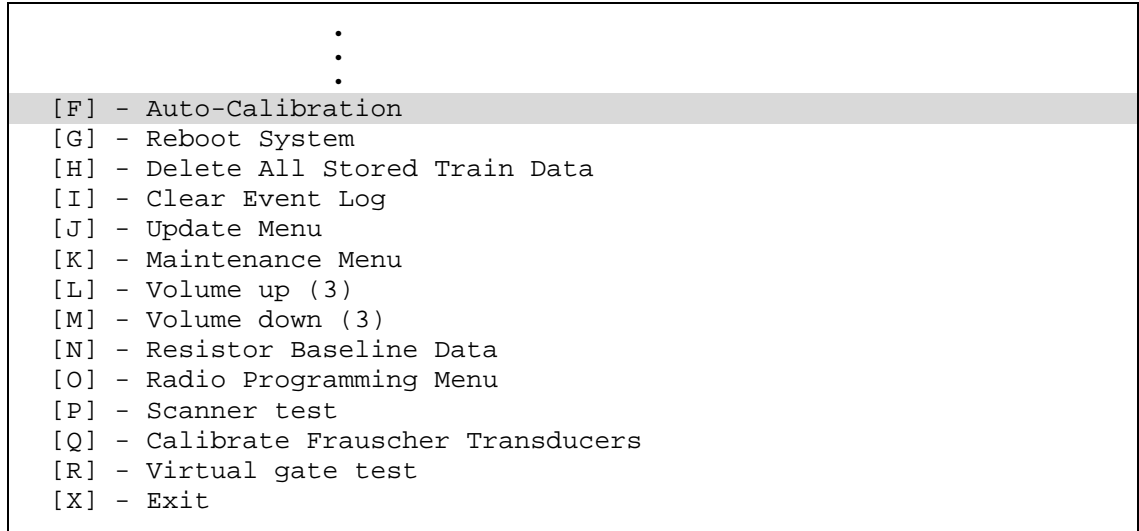 .
.
.
[F] - Auto-Calibration
[G] - Reboot System
[H] - Delete All Stored Train Data
[I] - Clear Event Log
[J] - Update Menu
[K] - Maintenance Menu
[L] - Volume up (3)
[M] - Volume down (3)
[N] - Resistor Baseline Data
[O] - Radio Programming Menu
[P] - Scanner test
[Q] - Calibrate Frauscher Transducers
[R] - Virtual gate test
[X] - Exit